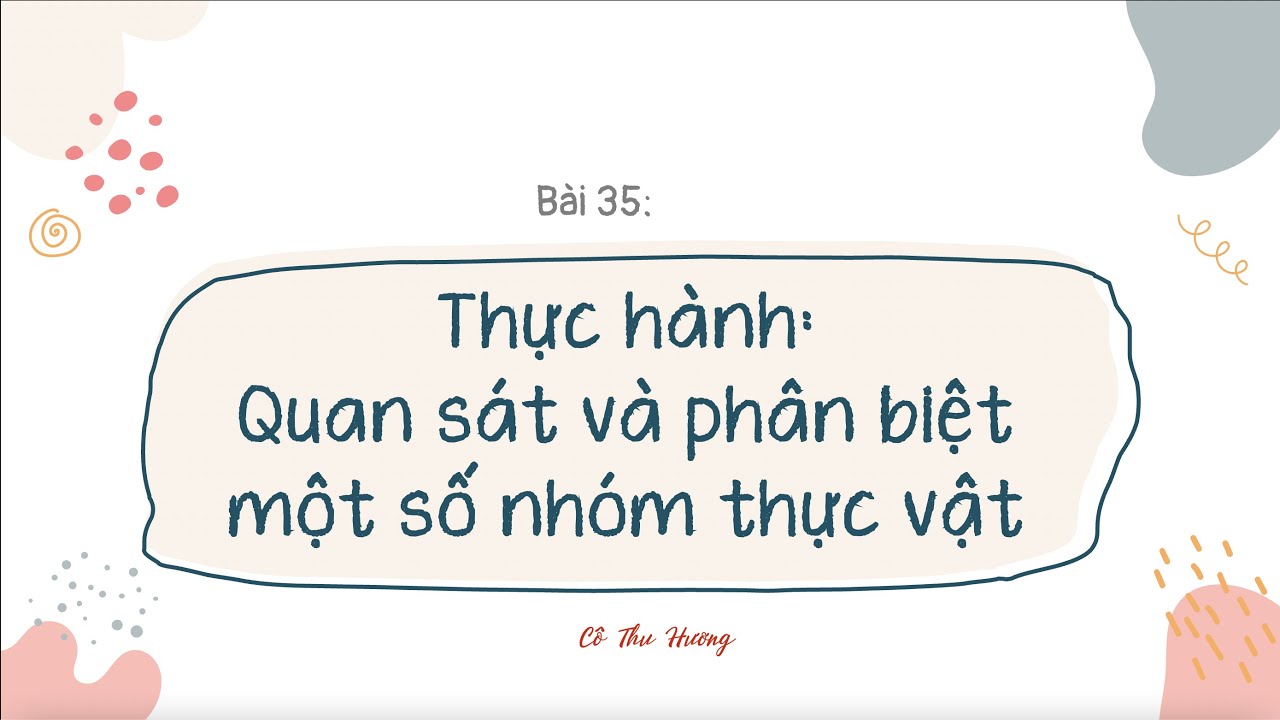 Bài 35:
Thực hành:
Quan sát và phân biệt
một số nhóm thực vật
Cô Thu Hương